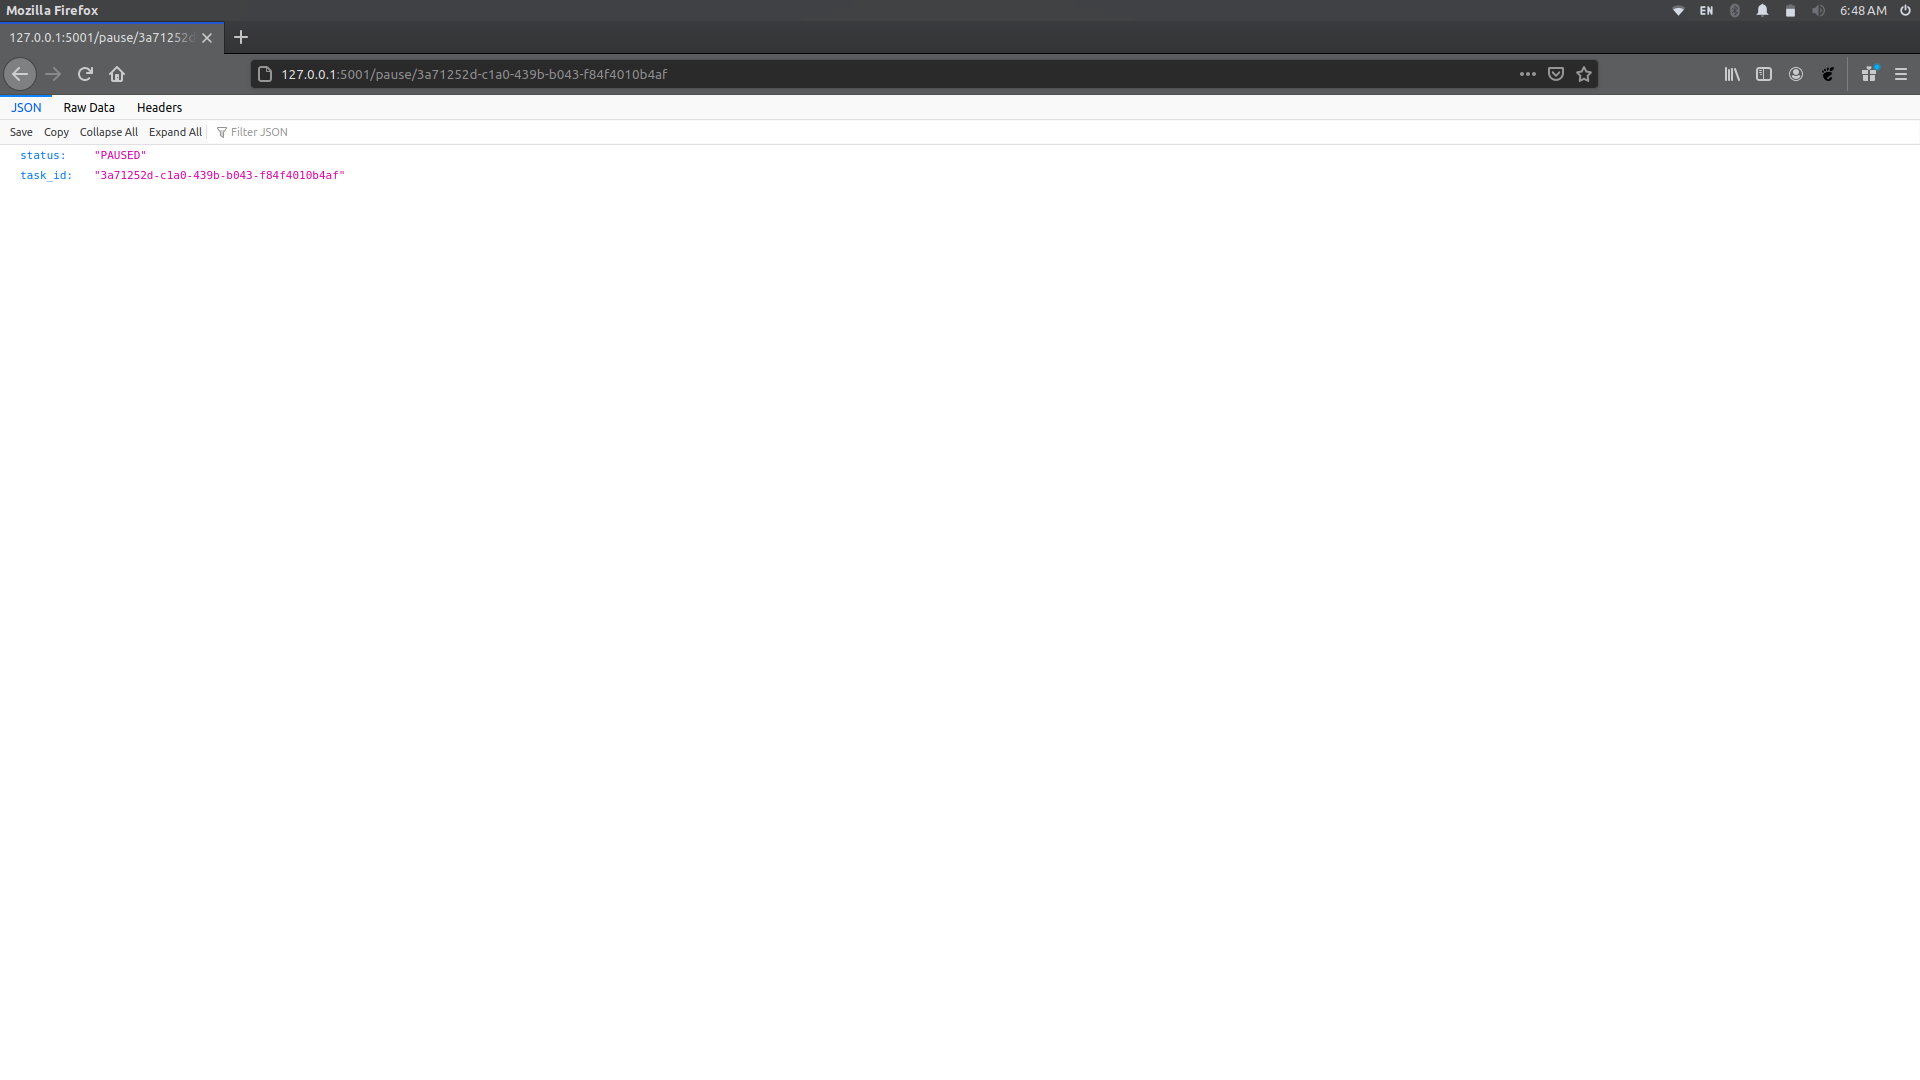 Mozilla Firefox
EN
6:48 AM
127.0.0.1:5001/pause/3a71252d
127.0.0.1:5001/pause/3a71252d-c1a0-439b-b043-f84f4010b4af
JSON Raw Data Headers
Save Copy Collapse All Expand All Filter JSON
status: "PAUSED"
task_id: "3a71252d-c1a0-439b-b043-f84f4010b4af"